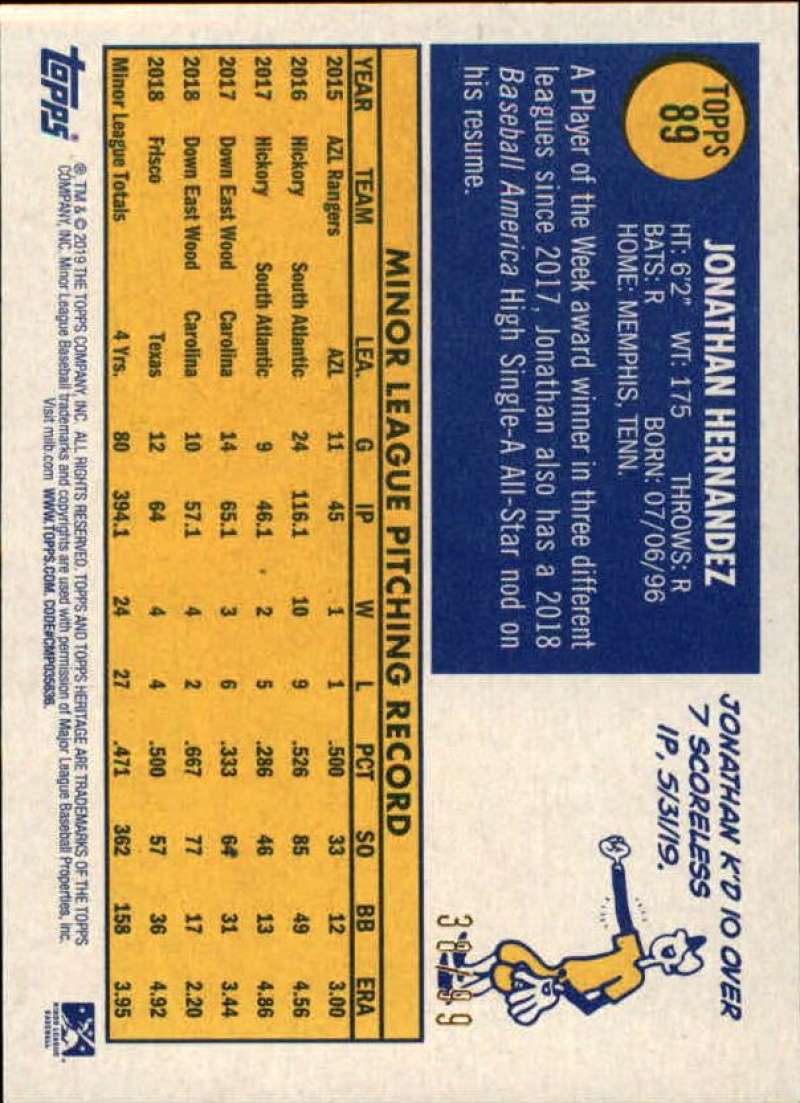 TOPPS
89
JONATHAN HERNANDEZ
HT: 6'2" WT: 175 THROWS: R
BATS: R BORN: 07/06/96
HOME: MEMPHIS, TENN.
A Player of the Week award winner in three different
leagues since 2017, Jonathan also has a 2018
Baseball America High Single-A All-Star nod on
his resume.
JONATHAN K'D 10 OVER
7 SCORELESS
IP, 5/31/19.
38/99
MINOR LEAGUE PITCHING RECORD
YEAR TEAM LEA. G IP W L PCT SO BB ERA
2015 AZL Rangers AZL 11 45 1 1 .500 33 12 3.00
2016 Hickory South Atlantic 24 116.1 10 9 .526 85 49 4.56
2017 Hickory South Atlantic 9 46.1 2 5 .286 46 13 4.86
2017 Down East Wood Carolina 14 65.1 3 6 .333 64 31 3.44
2018 Down East Wood Carolina 10 57.1 4 2 .667 77 17 2.20
2018 Frisco Texas 12 64 4 4 .500 57 36 4.92
Minor League Totals 4 Yrs. 80 394.1 24 27 .471 362 158 3.95
topps®
® TM & © 2019 THE TOPPS COMPANY, INC. ALL RIGHTS RESERVED. TOPPS AND TOPPS HERITAGE ARE TRADEMARKS OF THE TOPPS
COMPANY, INC. Minor League Baseball trademarks and copyrights are used with permission of Major League Baseball Properties, Inc.
Visit milb.com WWW.TOPPS.COM. CODE#CMP035636.
MINOR LEAGUE
BASEBALL